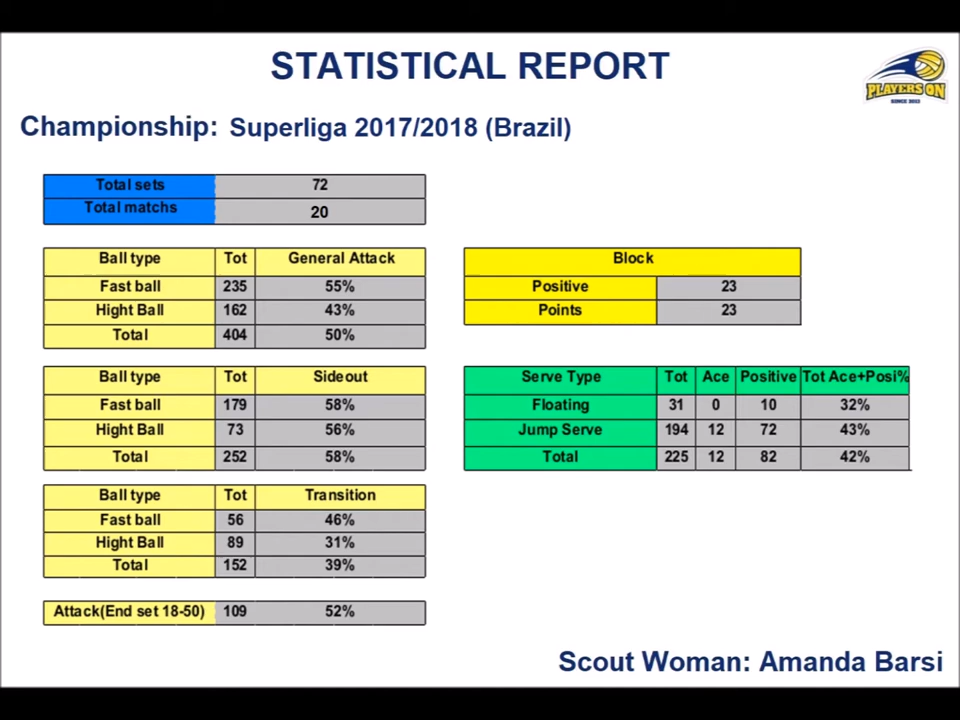 STATISTICAL REPORT
PLAYERS ON
SINCE 2012
Championship: Superliga 2017/2018 (Brazil)
Total sets 72
Total matchs 20
Ball type Tot General Attack
Fast ball 235 55%
Hight Ball 162 43%
Total 404 50%
Block
Positive 23
Points 23
Ball type Tot Sideout
Fast ball 179 58%
Hight Ball 73 56%
Total 252 58%
Serve Type Tot Ace Positive Tot Ace+Posi%
Floating 31 0 10 32%
Jump Serve 194 12 72 43%
Total 225 12 82 42%
Ball type Tot Transition
Fast ball 56 46%
Hight Ball 89 31%
Total 152 39%
Attack(End set 18-50) 109 52%
Scout Woman: Amanda Barsi